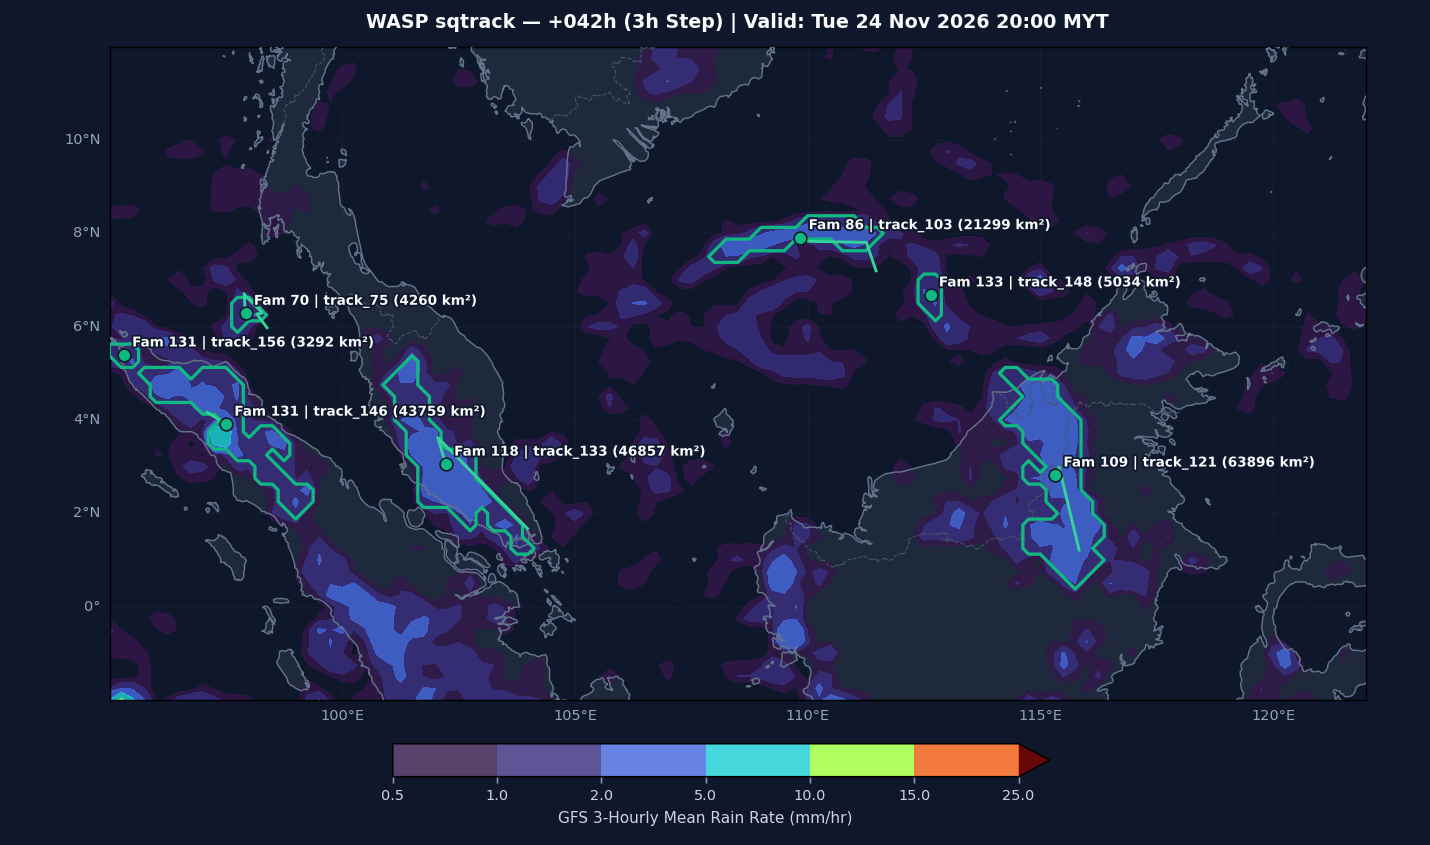 WASP sqtrack — +042h (3h Step) | Valid: Tue 24 Nov 2026 20:00 MYT
10°N
8°N
6°N
4°N
2°N
0°
Fam 86 | track_103 (21299 km²)
Fam 133 | track_148 (5034 km²)
Fam 70 | track_75 (4260 km²)
Fam 131 | track_156 (3292 km²)
Fam 131 | track_146 (43759 km²)
Fam 118 | track_133 (46857 km²)
Fam 109 | track_121 (63896 km²)
100°E 105°E 110°E 115°E 120°E
0.5 1.0 2.0 5.0 10.0 15.0 25.0
GFS 3-Hourly Mean Rain Rate (mm/hr)